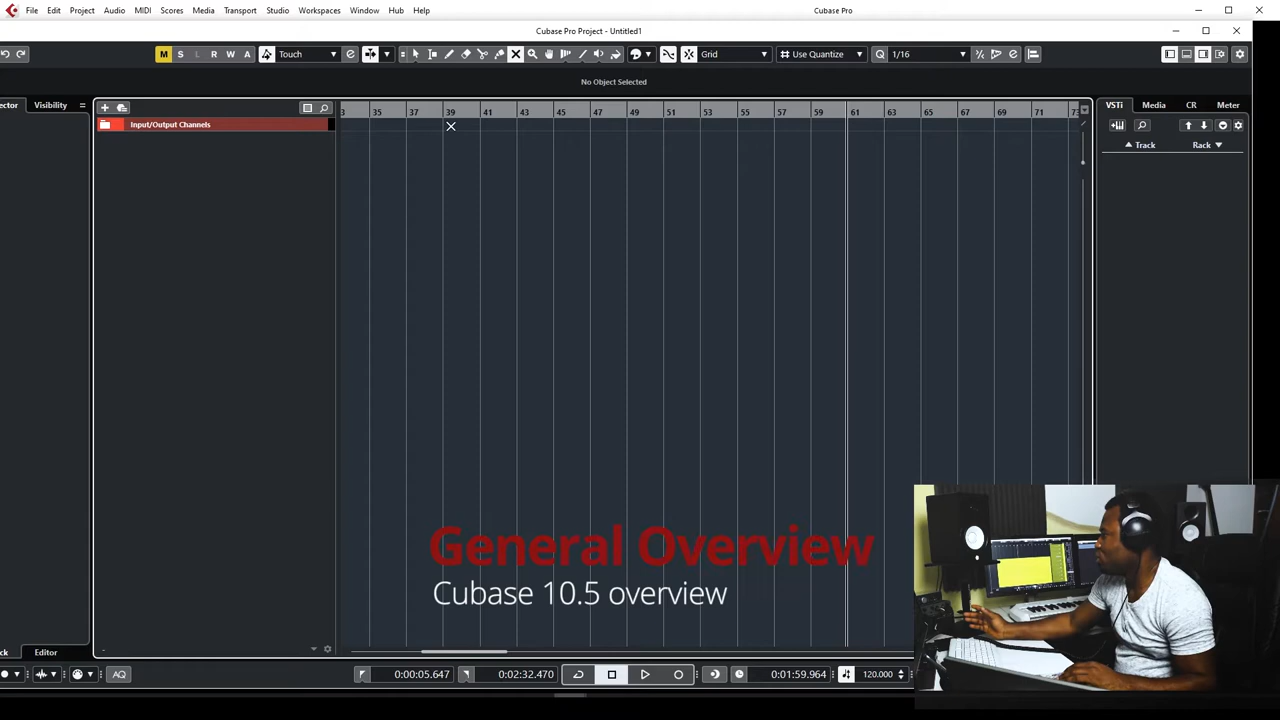 File Edit Project Audio MIDI Scores Media Transport Studio Workspaces Window Hub Help Cubase Pro
Cubase Pro Project - Untitled1
M S L R W A Touch Grid Use Quantize Q 1/16
No Object Selected
ector Visibility
35 37 39 41 43 45 47 49 51 53 55 57 59 61 63 65 67 69 71 73
VSTi Media CR Meter
Input/Output Channels
Track Rack
General Overview
Cubase 10.5 overview
ck Editor
AQ 0:00:05.647 0:02:32.470 0:01:59.964 120.000